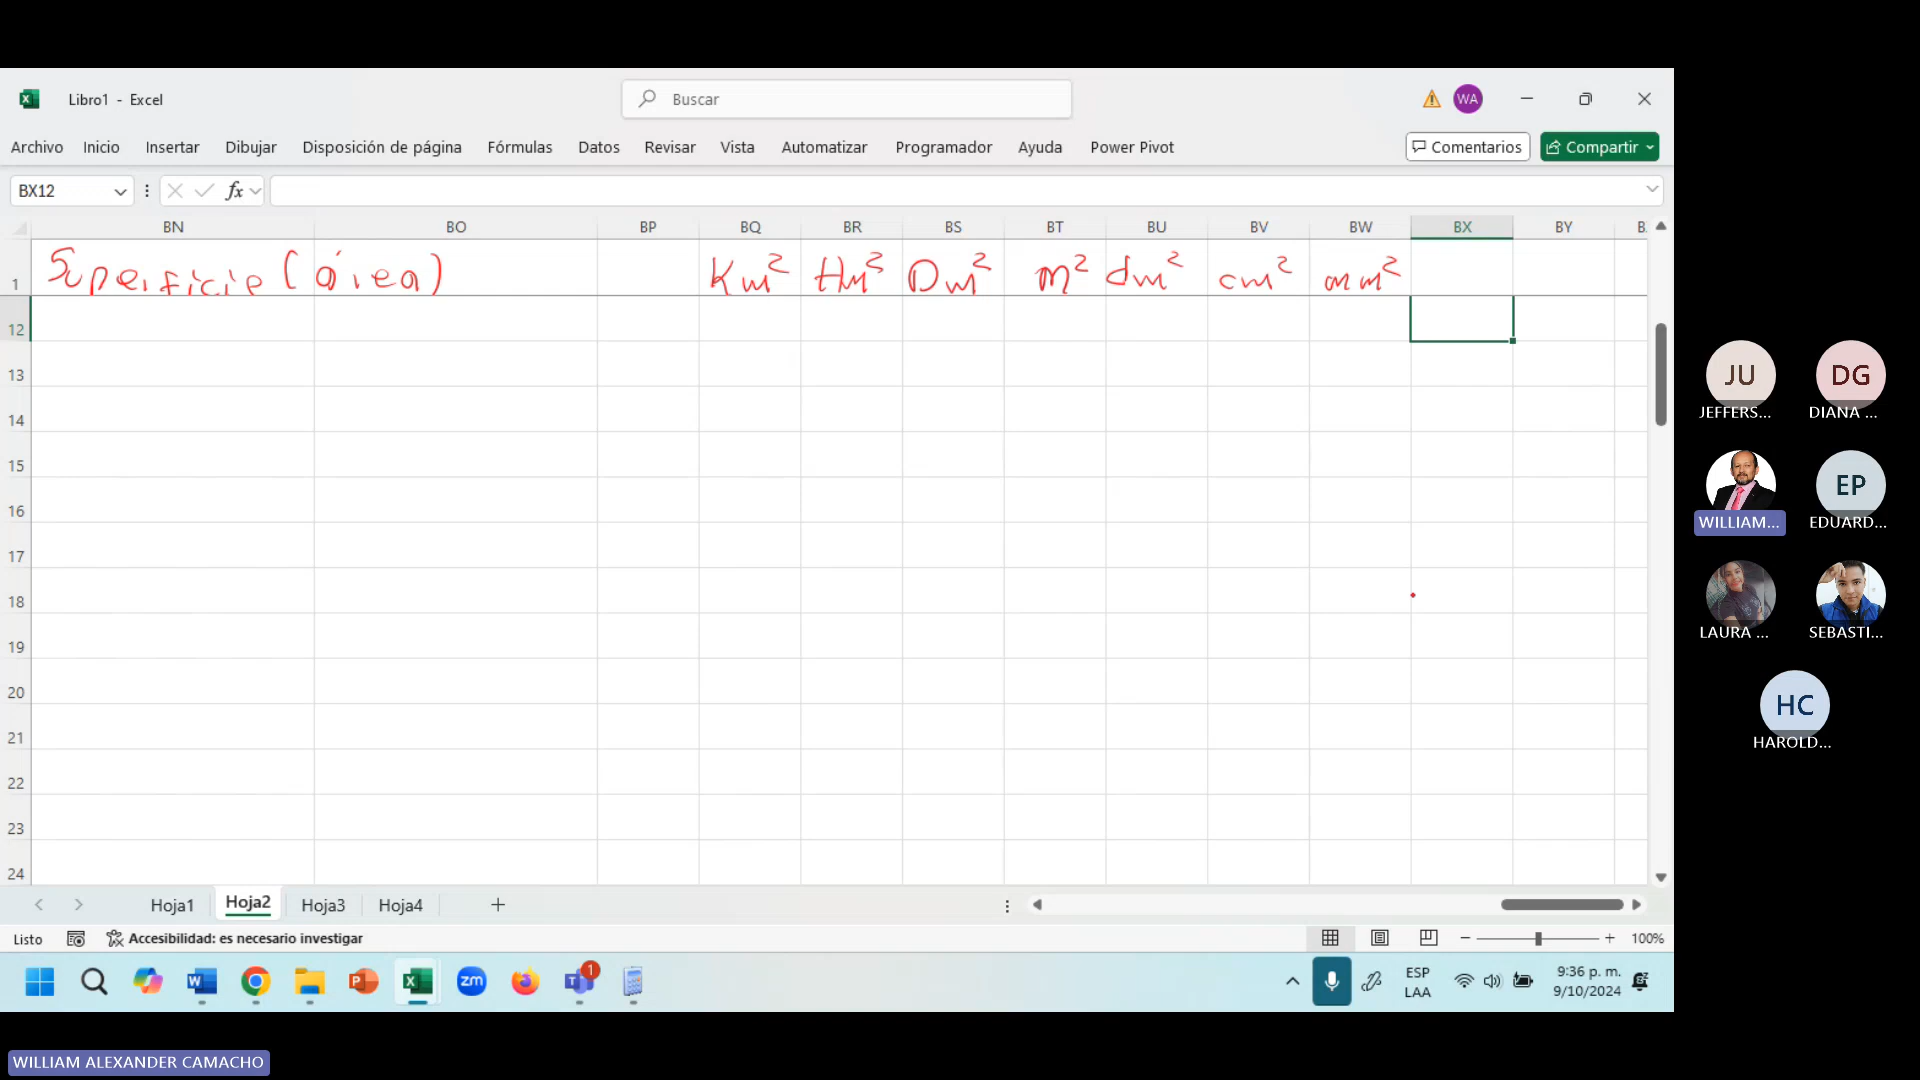 Libro1 - Excel
Buscar
WA
Archivo Inicio Insertar Dibujar Disposición de página Fórmulas Datos Revisar Vista Automatizar Programador Ayuda Power Pivot
Comentarios
Compartir
BX12
fx
BN BO BP BQ BR BS BT BU BV BW BX BY B
1 Superficie (área) Km² Hm² Dm² m² dm² cm² mm²
12
13
14
15
16
17
18
19
20
21
22
23
24
Hoja1 Hoja2 Hoja3 Hoja4
Listo
Accesibilidad: es necesario investigar
100%
zm
1
ESP
LAA
9:36 p. m.
9/10/2024
JU
JEFFERS...
DG
DIANA ...
WILLIAM...
EP
EDUARD...
LAURA ...
SEBASTI...
HC
HAROLD...
WILLIAM ALEXANDER CAMACHO